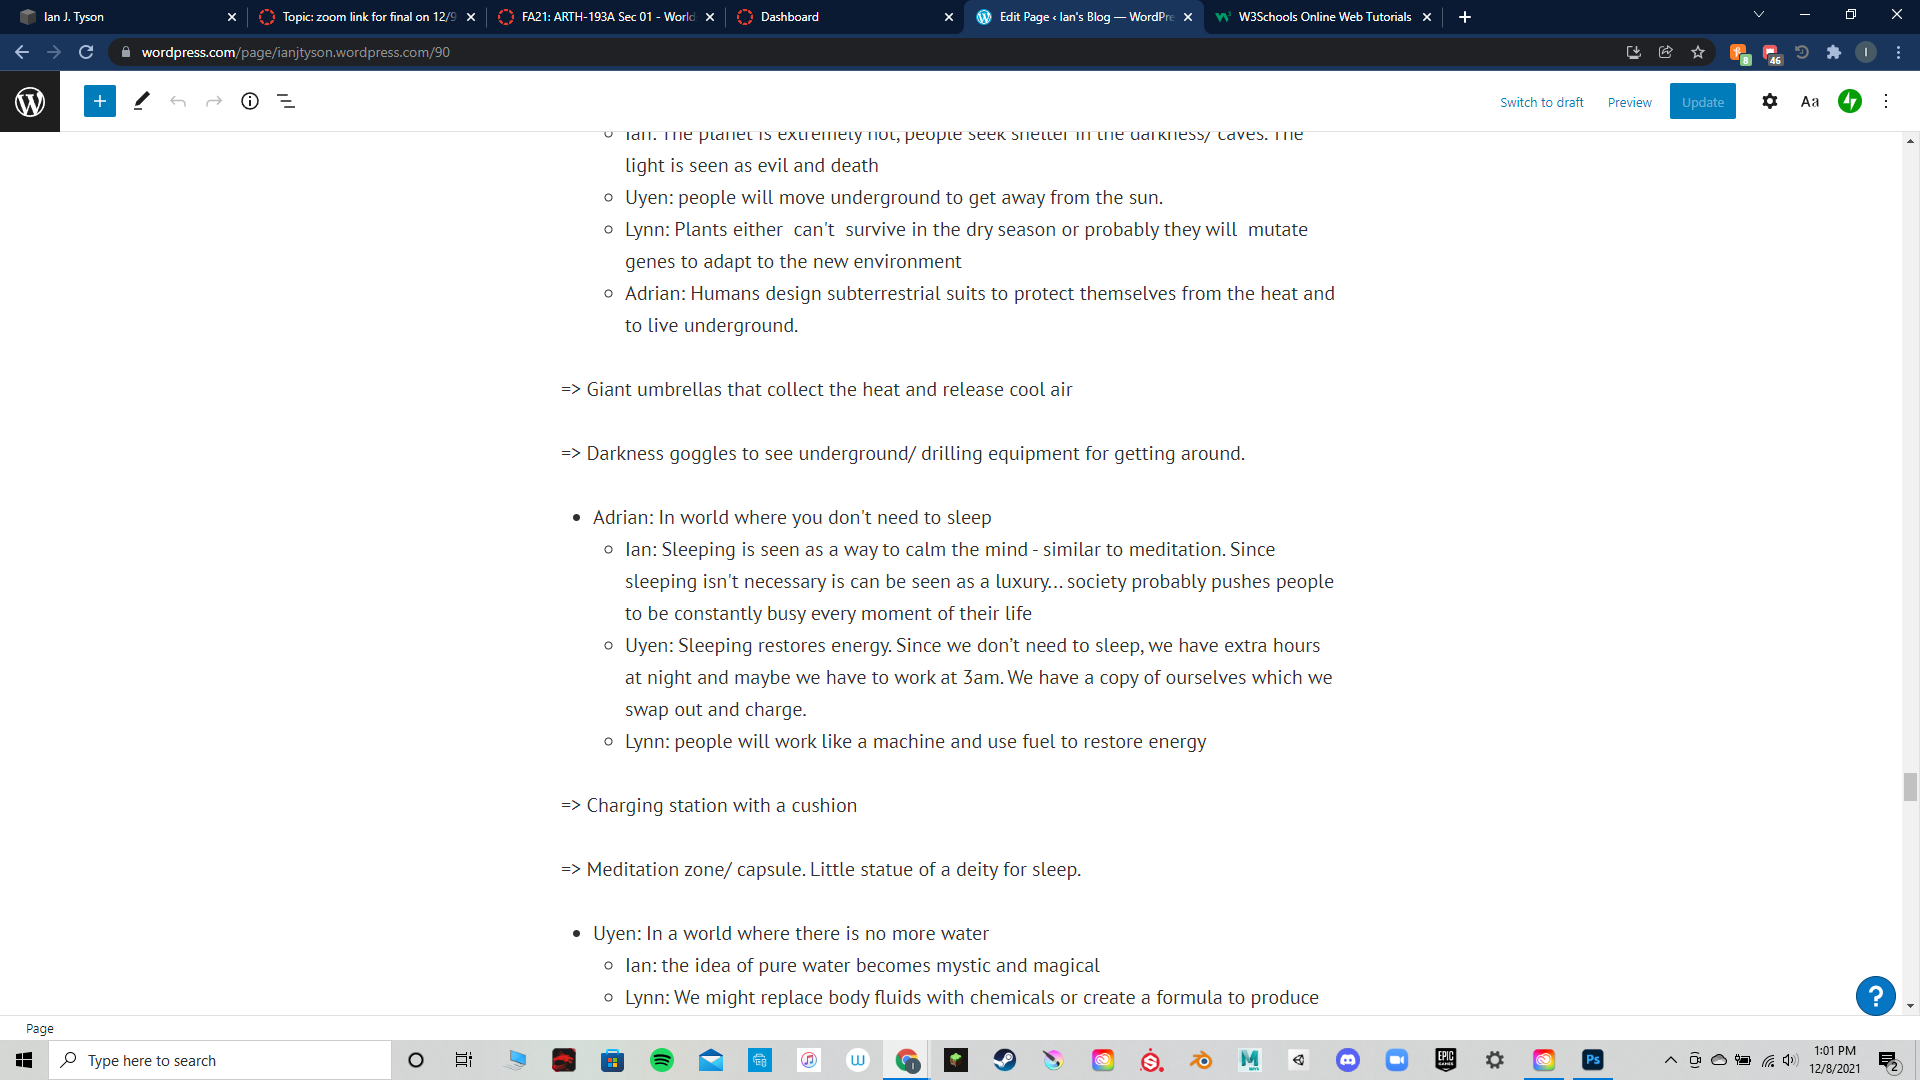 Ian J. Tyson
Topic: zoom link for final on 12/9
FA21: ARTH-193A Sec 01 - World
Dashboard
Edit Page ‹ Ian's Blog — WordPre
W3Schools Online Web Tutorials
wordpress.com/page/ianjtyson.wordpress.com/90
8
46
I
Switch to draft
Preview
Update
Aa
Ian: The planet is extremely hot, people seek shelter in the darkness/ caves. The
light is seen as evil and death
Uyen: people will move underground to get away from the sun.
Lynn: Plants either can't survive in the dry season or probably they will mutate
genes to adapt to the new environment
Adrian: Humans design subterrestrial suits to protect themselves from the heat and
to live underground.
=> Giant umbrellas that collect the heat and release cool air
=> Darkness goggles to see underground/ drilling equipment for getting around.
Adrian: In world where you don't need to sleep
Ian: Sleeping is seen as a way to calm the mind - similar to meditation. Since
sleeping isn't necessary is can be seen as a luxury... society probably pushes people
to be constantly busy every moment of their life
Uyen: Sleeping restores energy. Since we don’t need to sleep, we have extra hours
at night and maybe we have to work at 3am. We have a copy of ourselves which we
swap out and charge.
Lynn: people will work like a machine and use fuel to restore energy
=> Charging station with a cushion
=> Meditation zone/ capsule. Little statue of a deity for sleep.
Uyen: In a world where there is no more water
Ian: the idea of pure water becomes mystic and magical
Lynn: We might replace body fluids with chemicals or create a formula to produce
?
Page
Type here to search
W
I
M
EPIC
GAMES
Ps
1:01 PM
12/8/2021
2